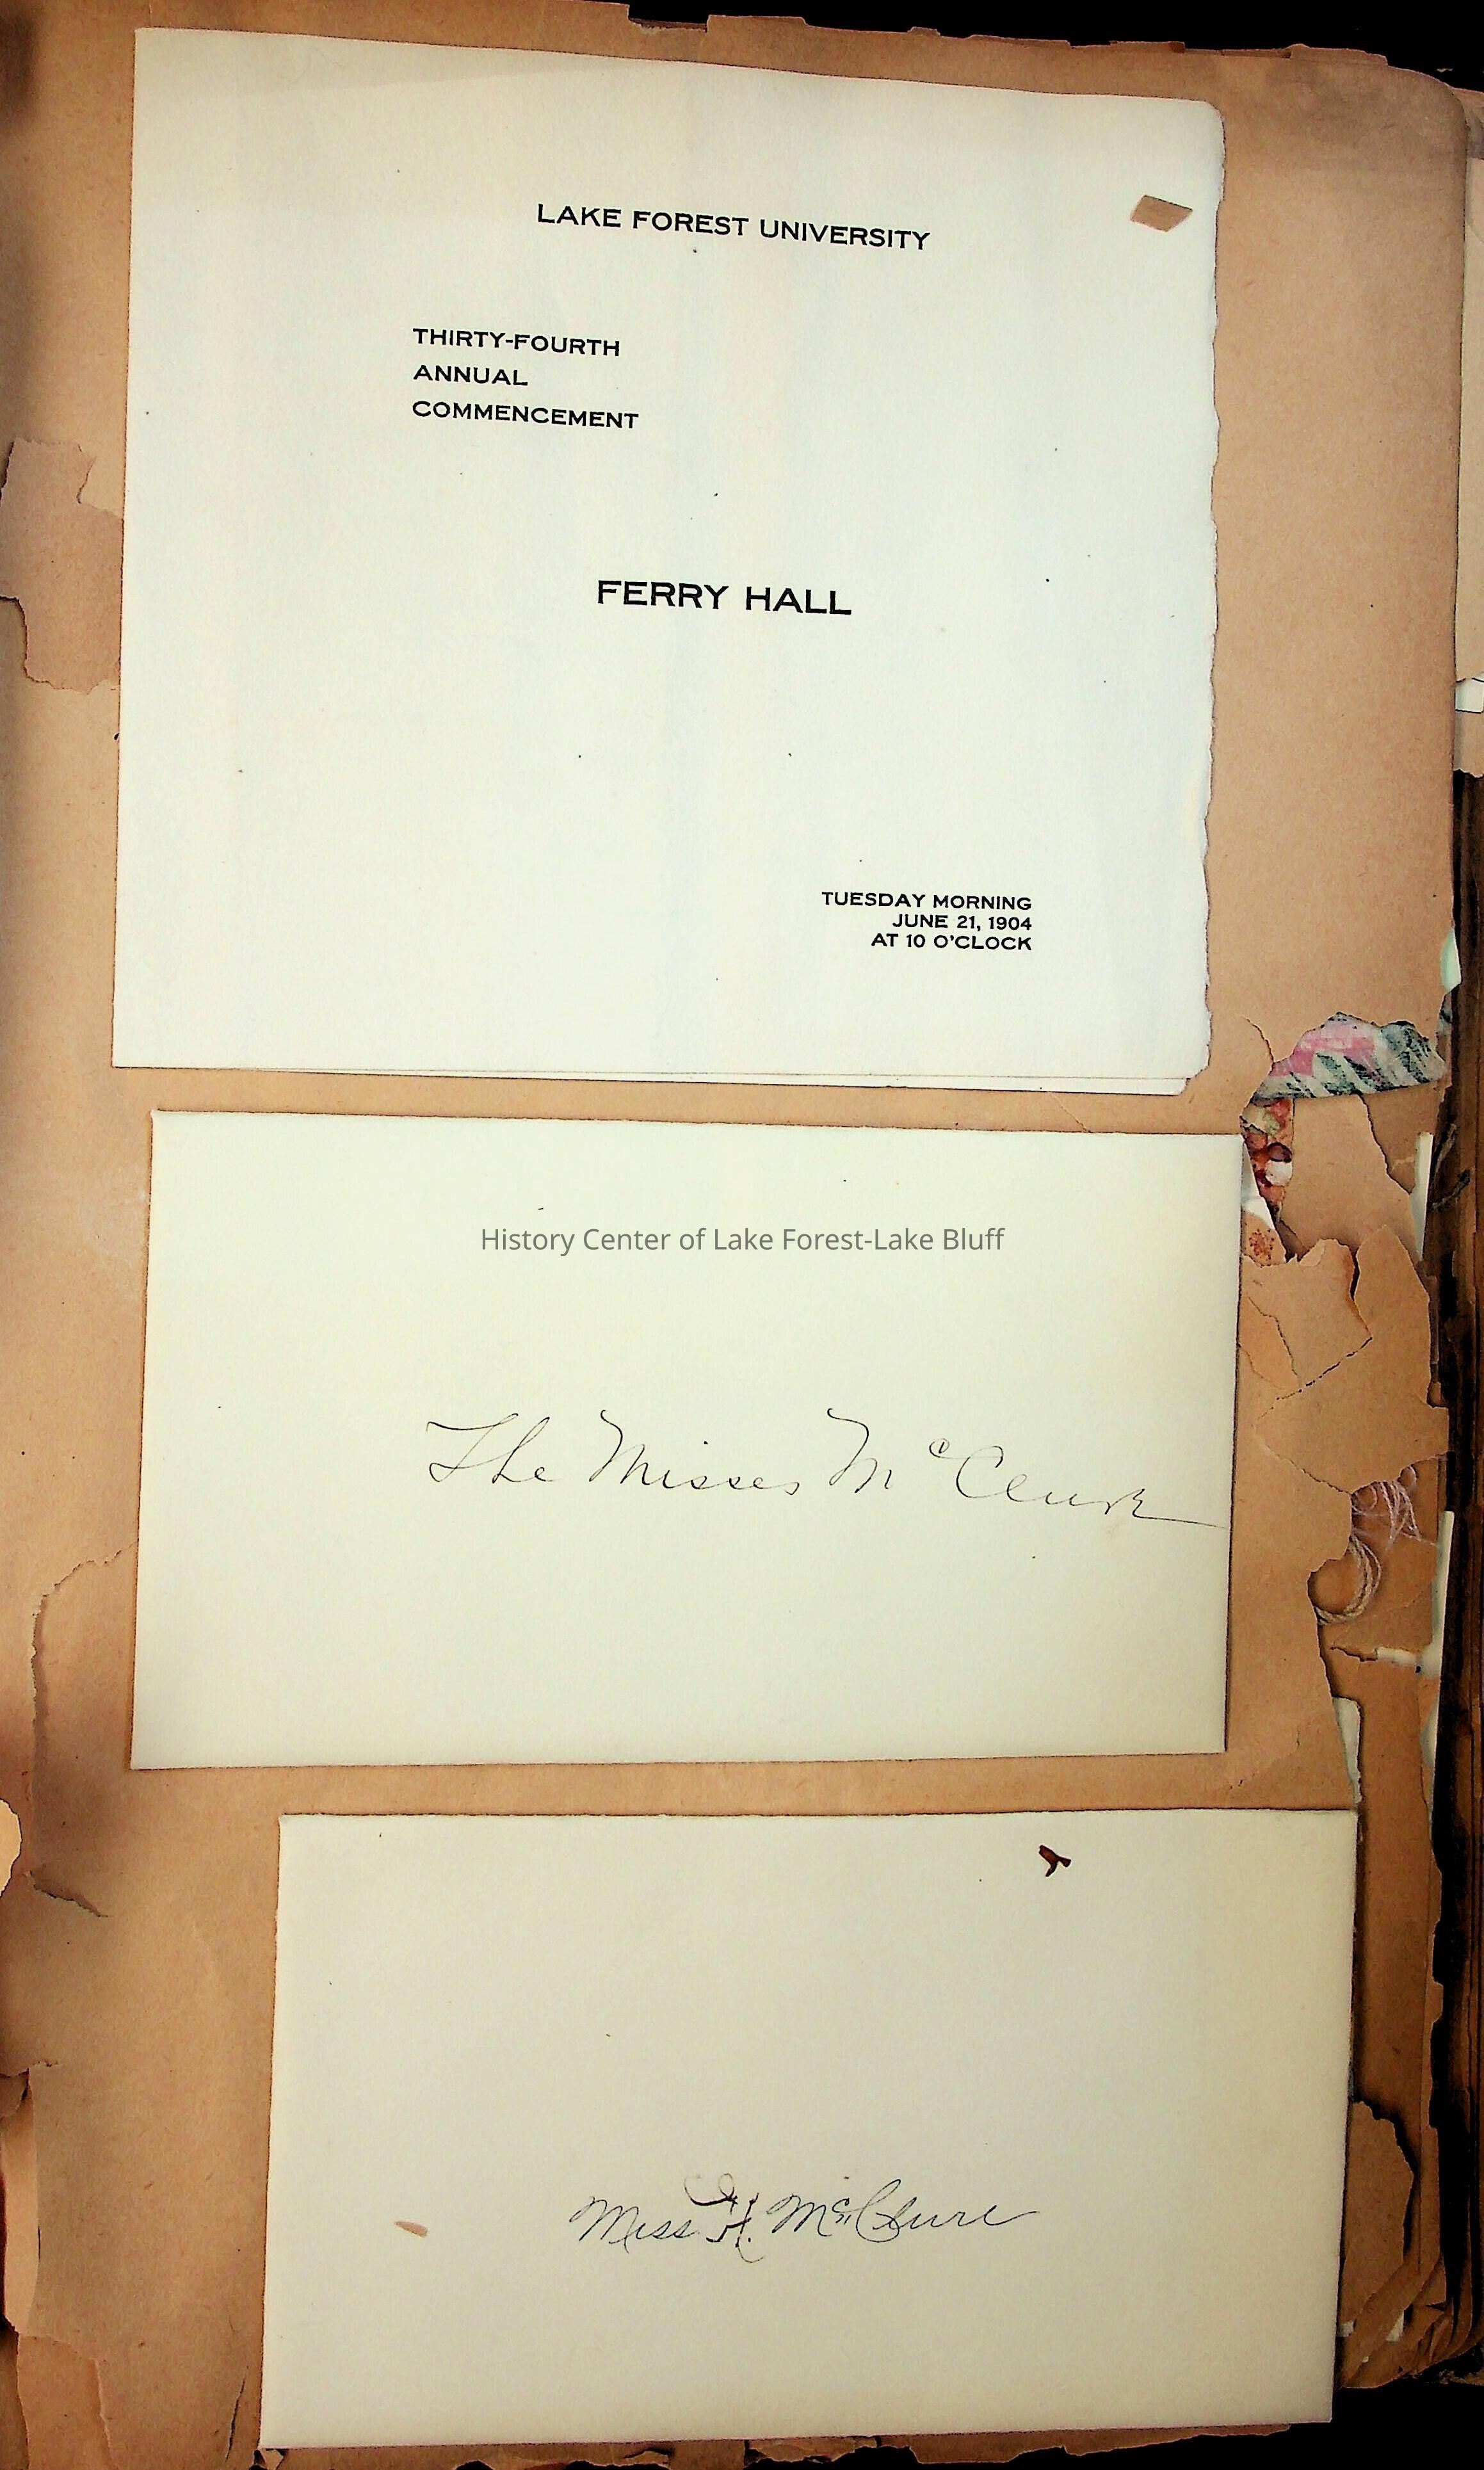 LAKE FOREST UNIVERSITY
THIRTY-FOURTH
ANNUAL
COMMENCEMENT
FERRY HALL
TUESDAY MORNING
JUNE 21, 1904
AT 10 O'CLOCK
History Center of Lake Forest-Lake Bluff
The Misses McClure
Miss H. McClure